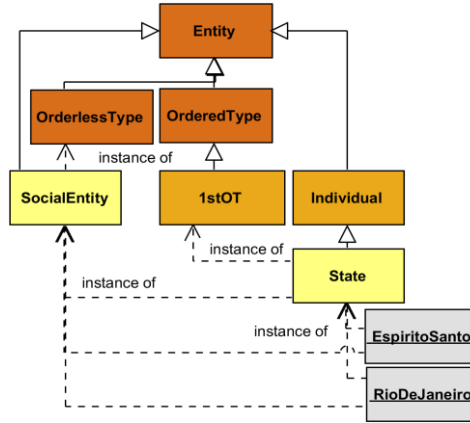 Entity
OrderlessType
OrderedType
instance of
SocialEntity
1stOT
Individual
instance of
State
instance of
instance of
EspiritoSanto
RioDeJaneiro